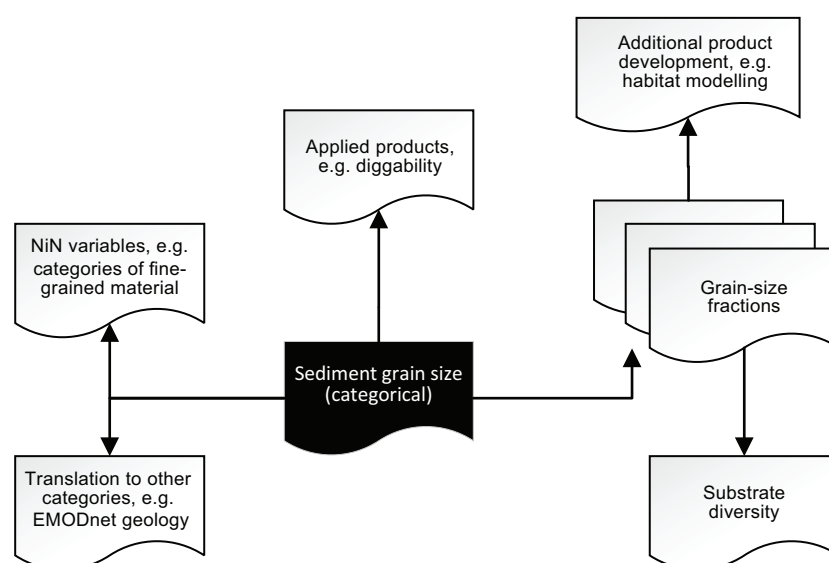 Additional product
development, e.g.
habitat modelling
Applied products,
e.g. diggability
NiN variables, e.g.
categories of fine-
grained material
Grain-size
fractions
Sediment grain size
(categorical)
Translation to other
categories, e.g.
EMODnet geology
Substrate
diversity